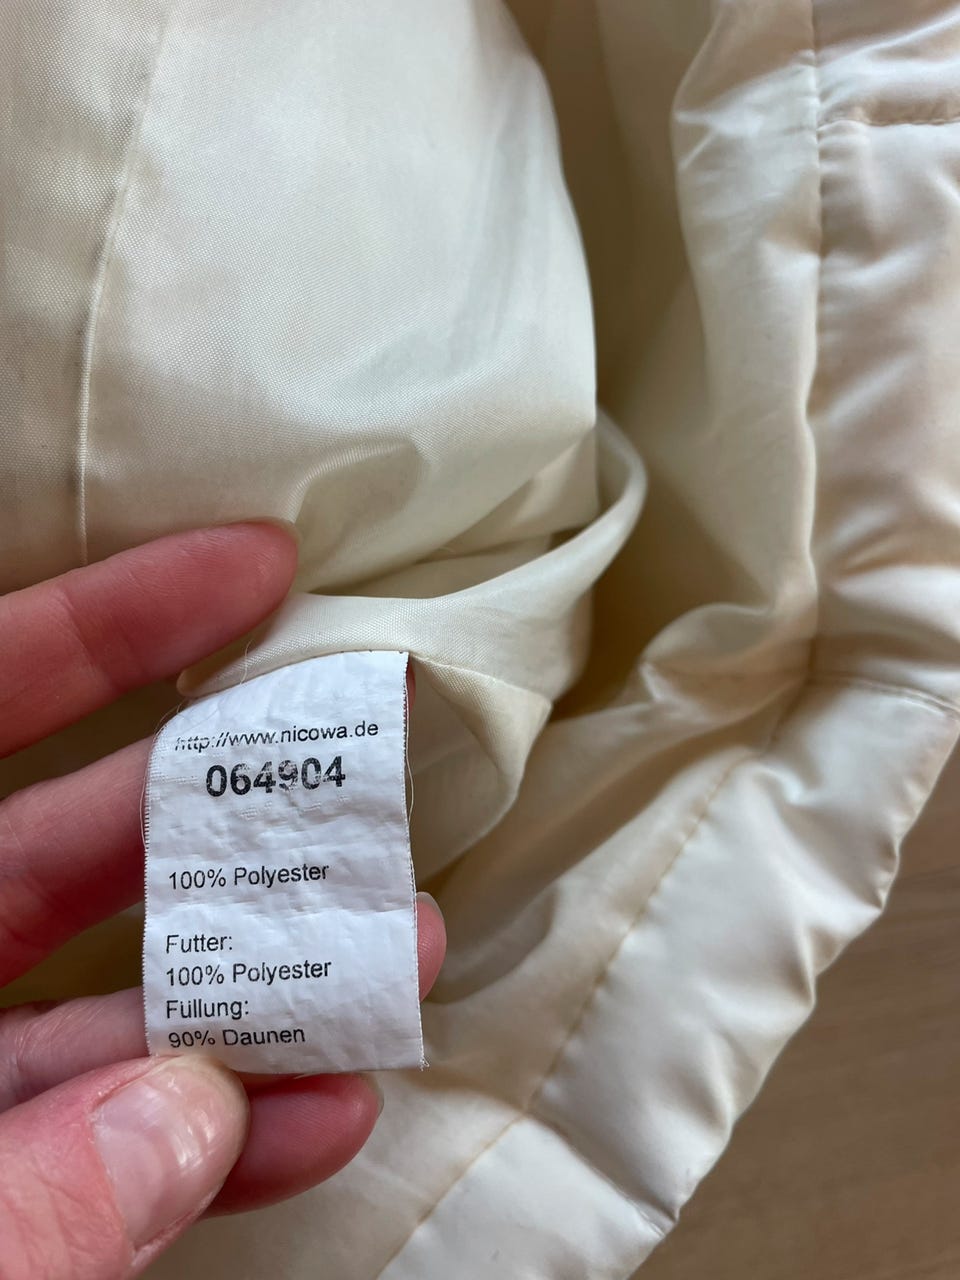 http://www.nicowa.de
064904
100% Polyester
Futter:
100% Polyester
Füllung:
90% Daunen